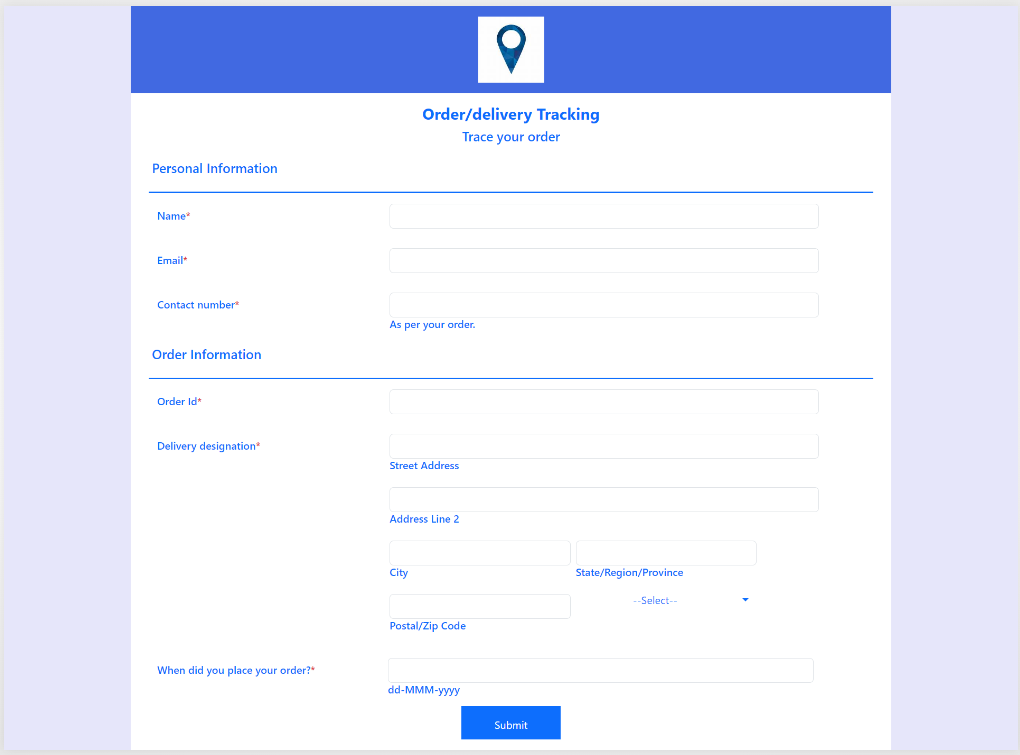 Order/delivery Tracking
Trace your order
Personal Information
Name*
Email*
Contact number*
As per your order.
Order Information
Order Id*
Delivery designation*
Street Address
Address Line 2
City State/Region/Province
--Select--
Postal/Zip Code
When did you place your order?*
dd-MMM-yyyy
Submit